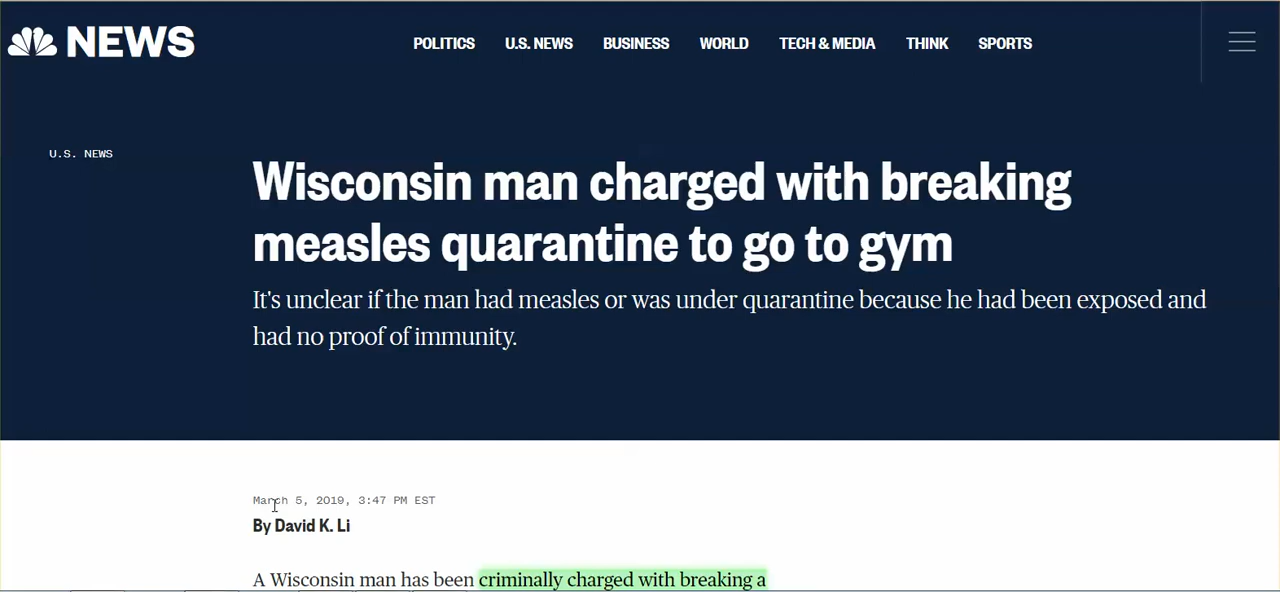 NEWS
POLITICS U.S. NEWS BUSINESS WORLD TECH & MEDIA THINK SPORTS
U.S. NEWS
Wisconsin man charged with breaking
measles quarantine to go to gym
It's unclear if the man had measles or was under quarantine because he had been exposed and
had no proof of immunity.
March 5, 2019, 3:47 PM EST
By David K. Li
A Wisconsin man has been criminally charged with breaking a